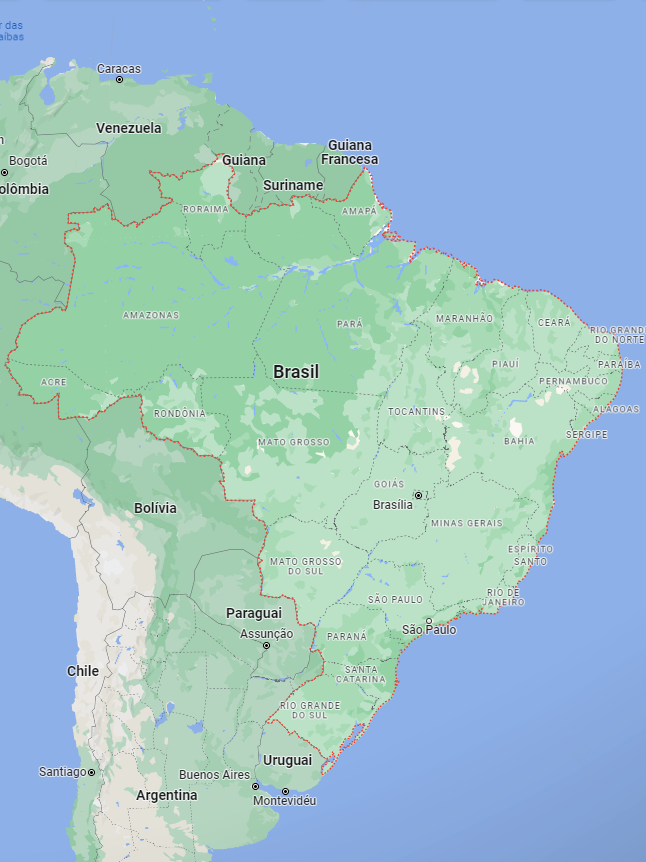 r das
aíbas
Caracas
Venezuela
Bogotá
olômbia
Guiana
Guiana
Francesa
Suriname
RORAIMA
AMAPÁ
AMAZONAS
PARÁ
MARANHÃO
CEARÁ
RIO GRANDE
DO NORTE
Brasil
PIAUÍ
PARAÍBA
ACRE
PERNAMBUCO
RONDÔNIA
TOCANTINS
ALAGOAS
MATO GROSSO
BAHIA
SERGIPE
GOIÁS
Brasília
Bolívia
MINAS GERAIS
ESPÍRITO
SANTO
MATO GROSSO
DO SUL
SÃO PAULO
RIO DE
JANEIRO
Paraguai
Assunção
São Paulo
PARANÁ
Chile
SANTA
CATARINA
RIO GRANDE
DO SUL
Uruguai
Santiago
Buenos Aires
Argentina
Montevidéu